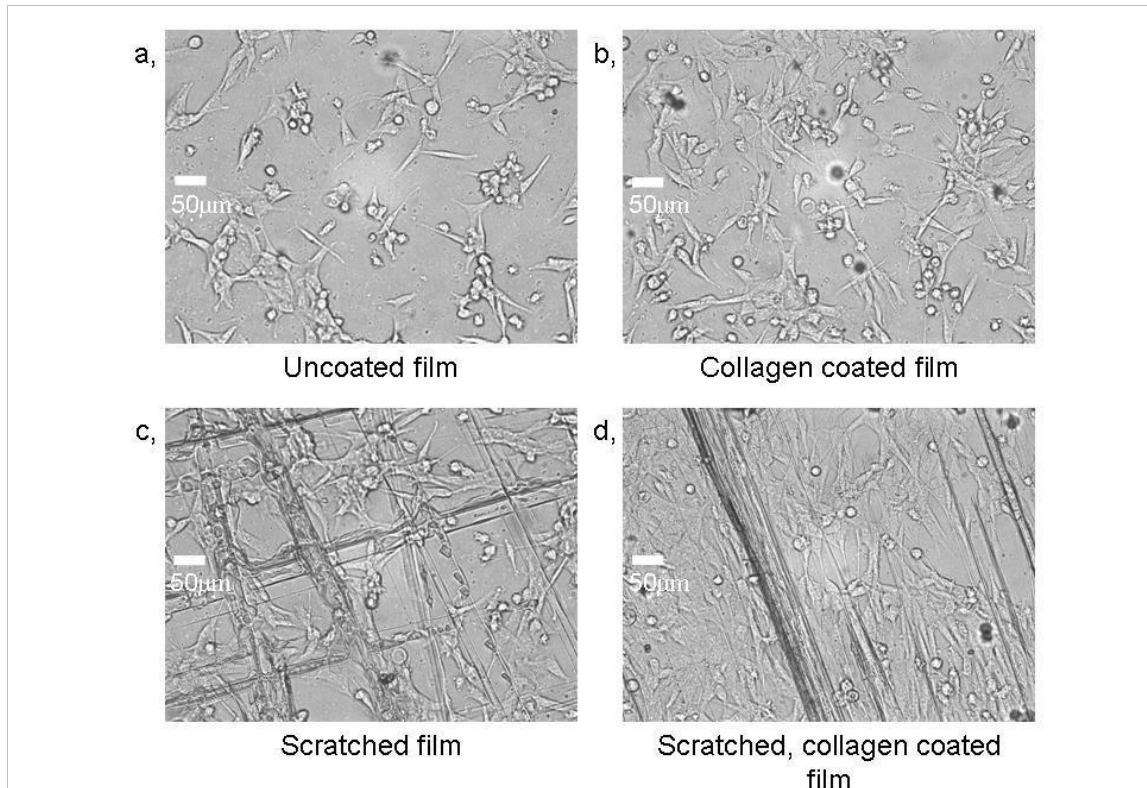 a,
b,
50μm
50μm
Uncoated film
Collagen coated film
c,
d,
50μm
50μm
Scratched film
Scratched, collagen coated
film